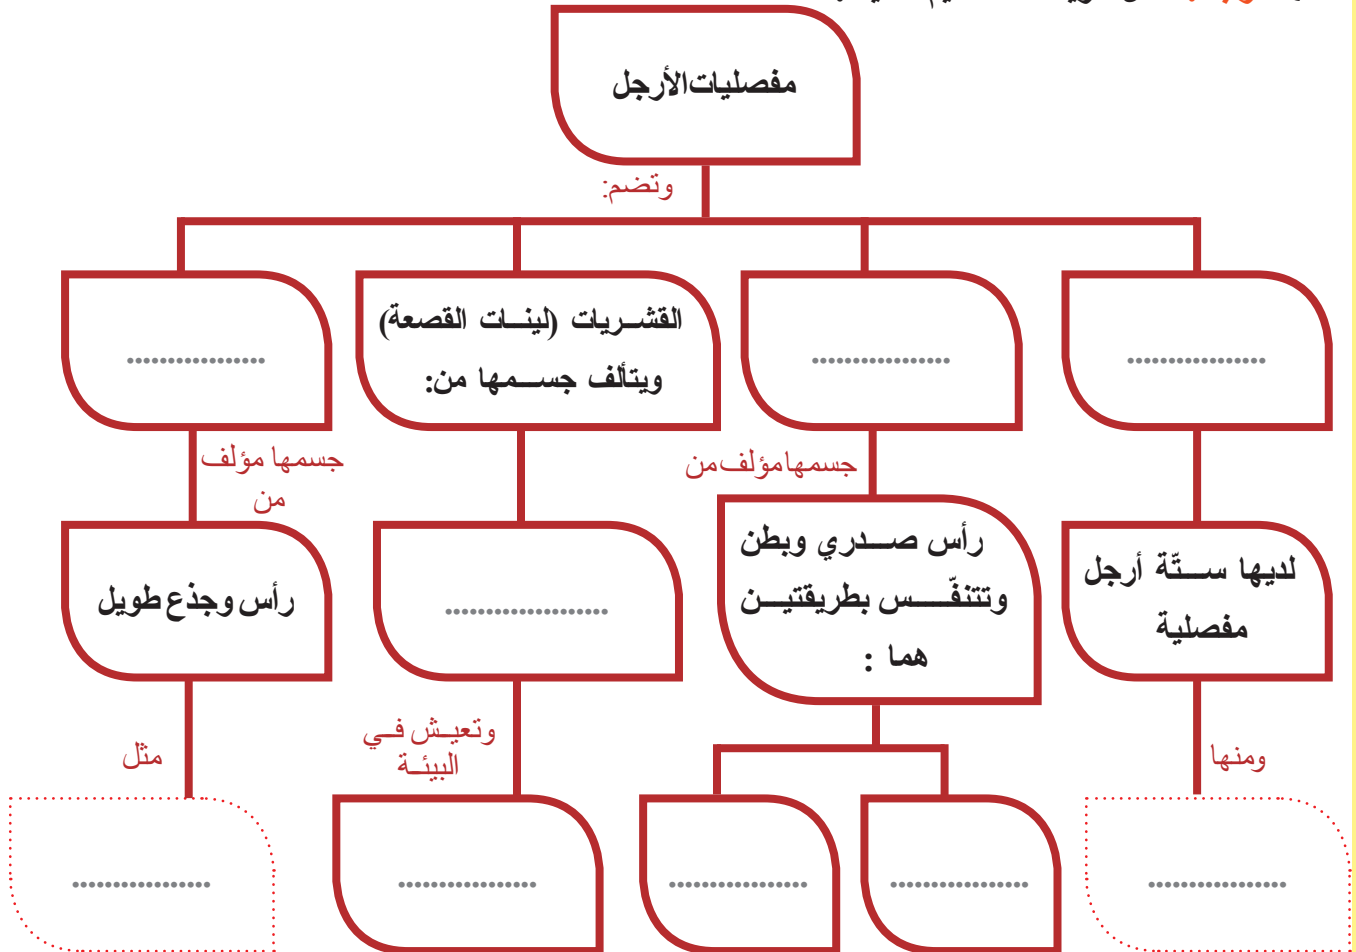 مفصليات الأرجل
وتضم:
.................
.................
القشريات (لينات القصعة)
ويتألف جسمها من:
.................
جسمها مؤلف من
جسمها مؤلف
من
لديها ستّة أرجل
مفصلية
رأس صدري وبطن
وتتنفّس بطريقتين
هما :
....................
رأس وجذع طويل
ومنها
وتعيش في
البيئة
مثل
.................
.................
.................
.................
.................